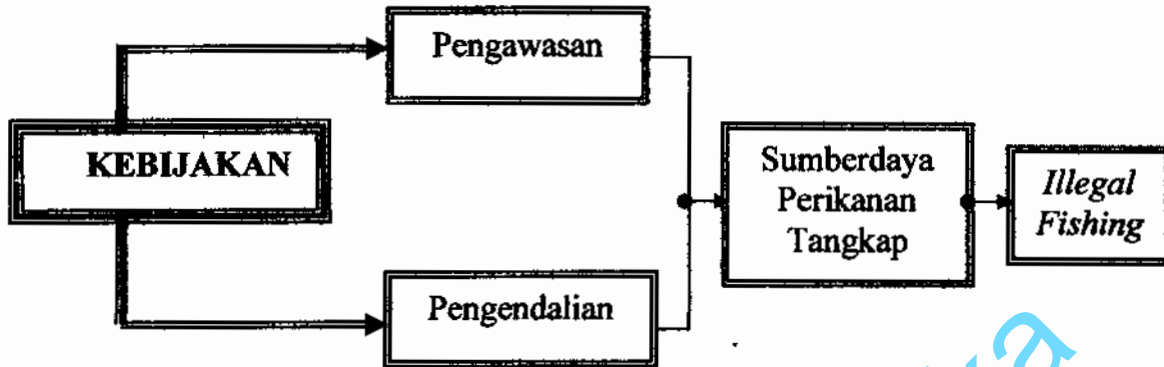 Pengawasan
KEBIJAKAN
Sumberdaya
Perikanan
Tangkap
Illegal
Fishing
Pengendalian